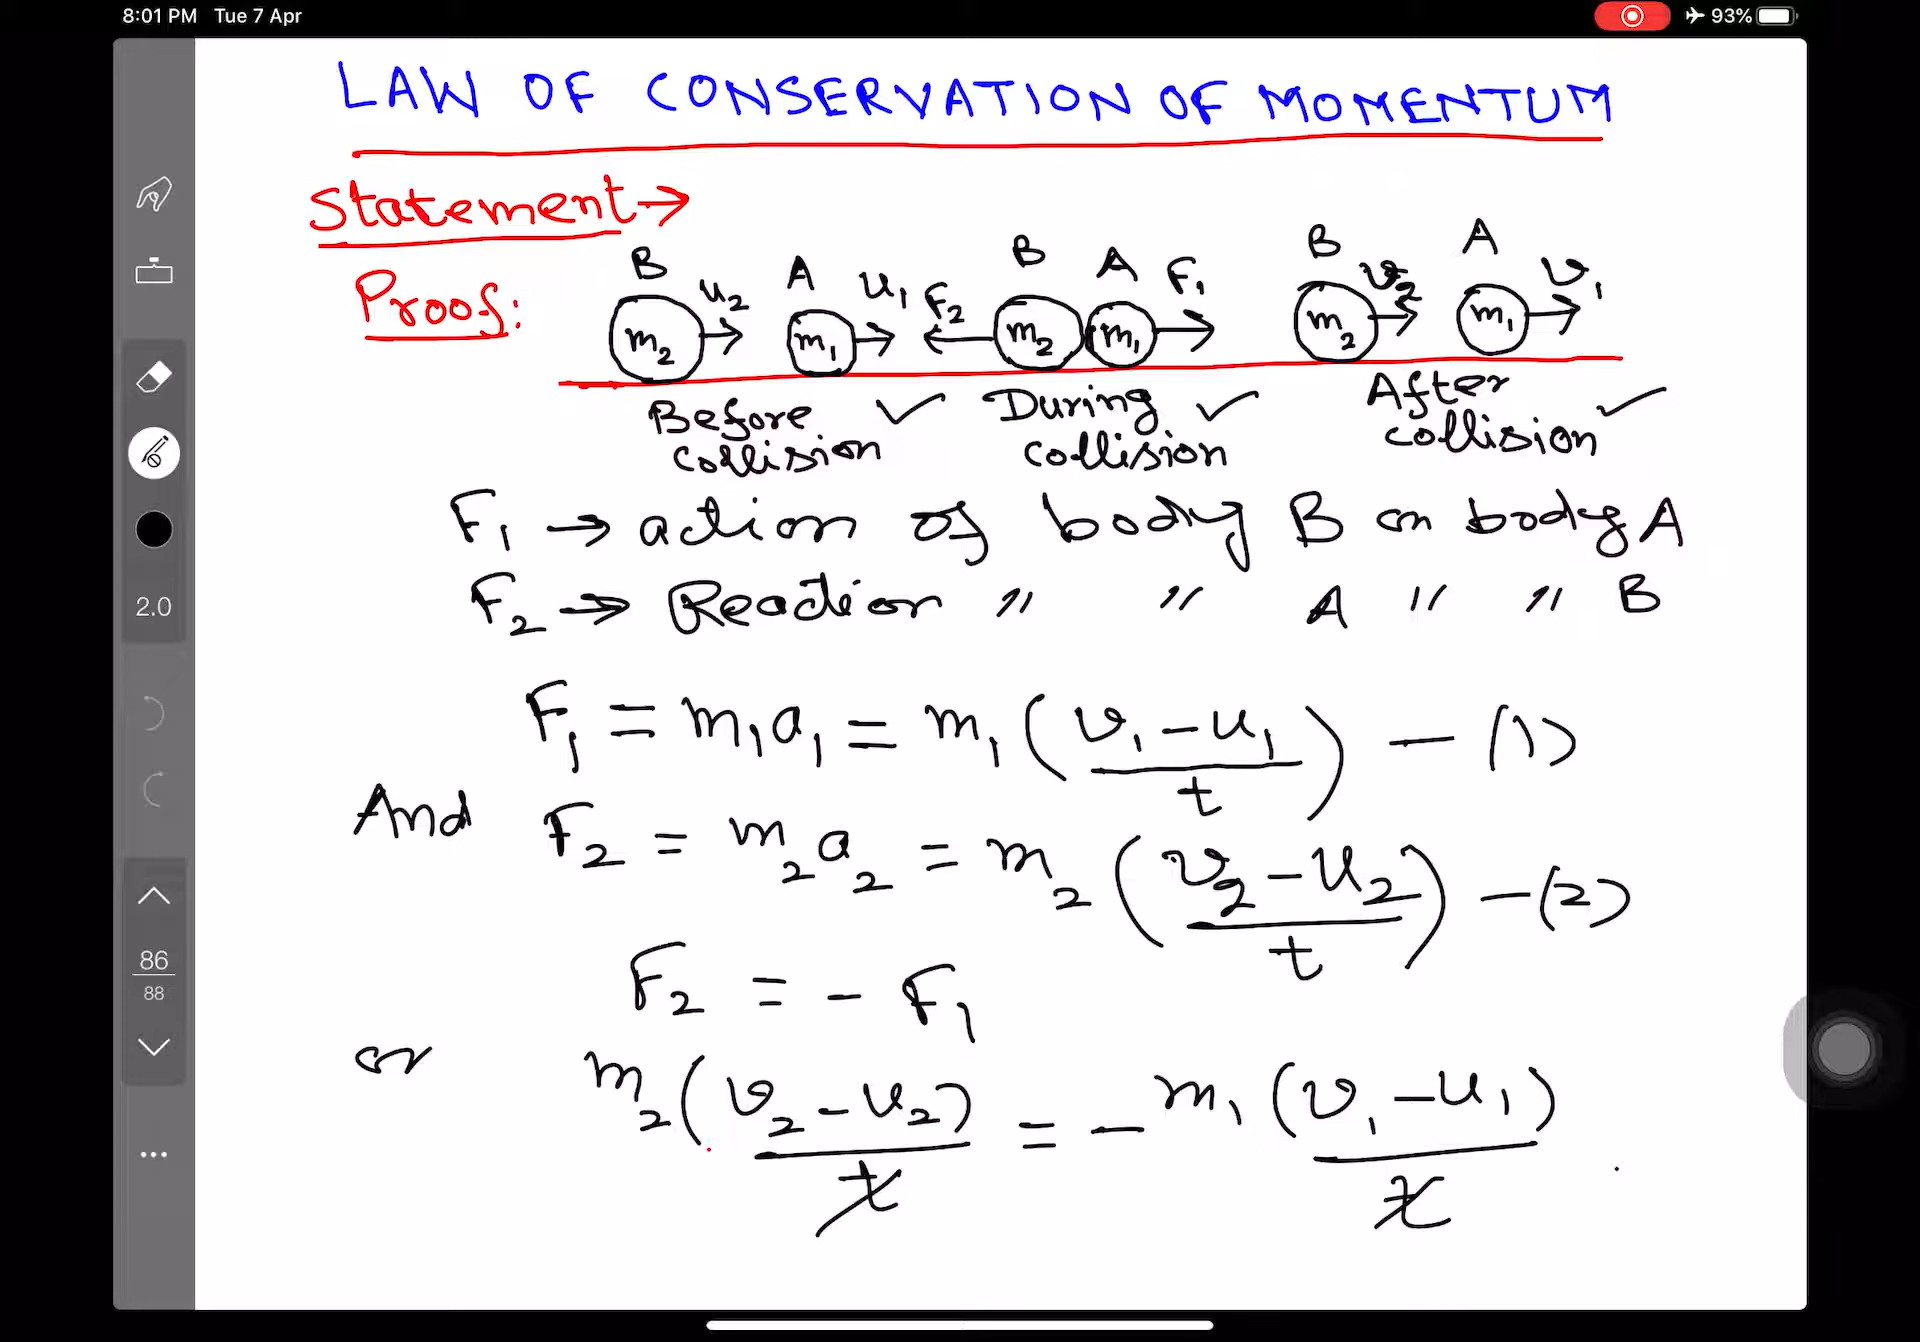 8:01 PM Tue 7 Apr 93%
LAW OF CONSERVATION OF MOMENTUM
Statement →
Proof:
B u₂ A u₁ F₂ B A F₁ B v₂ A v₁
m₂ m₁ m₂ m₁ m₂ m₁
Before collision ✓ During collision ✓ After collision ✓
F₁ → action of body B on body A
F₂ → Reaction " " A " " B
2.0
F₁ = m₁a₁ = m₁ (v₁ - u₁ / t) - (1)
And F₂ = m₂a₂ = m₂ (v₂ - u₂ / t) - (2)
86
88
F₂ = - F₁
or m₂ (v₂ - u₂) / t = - m₁ (v₁ - u₁) / t